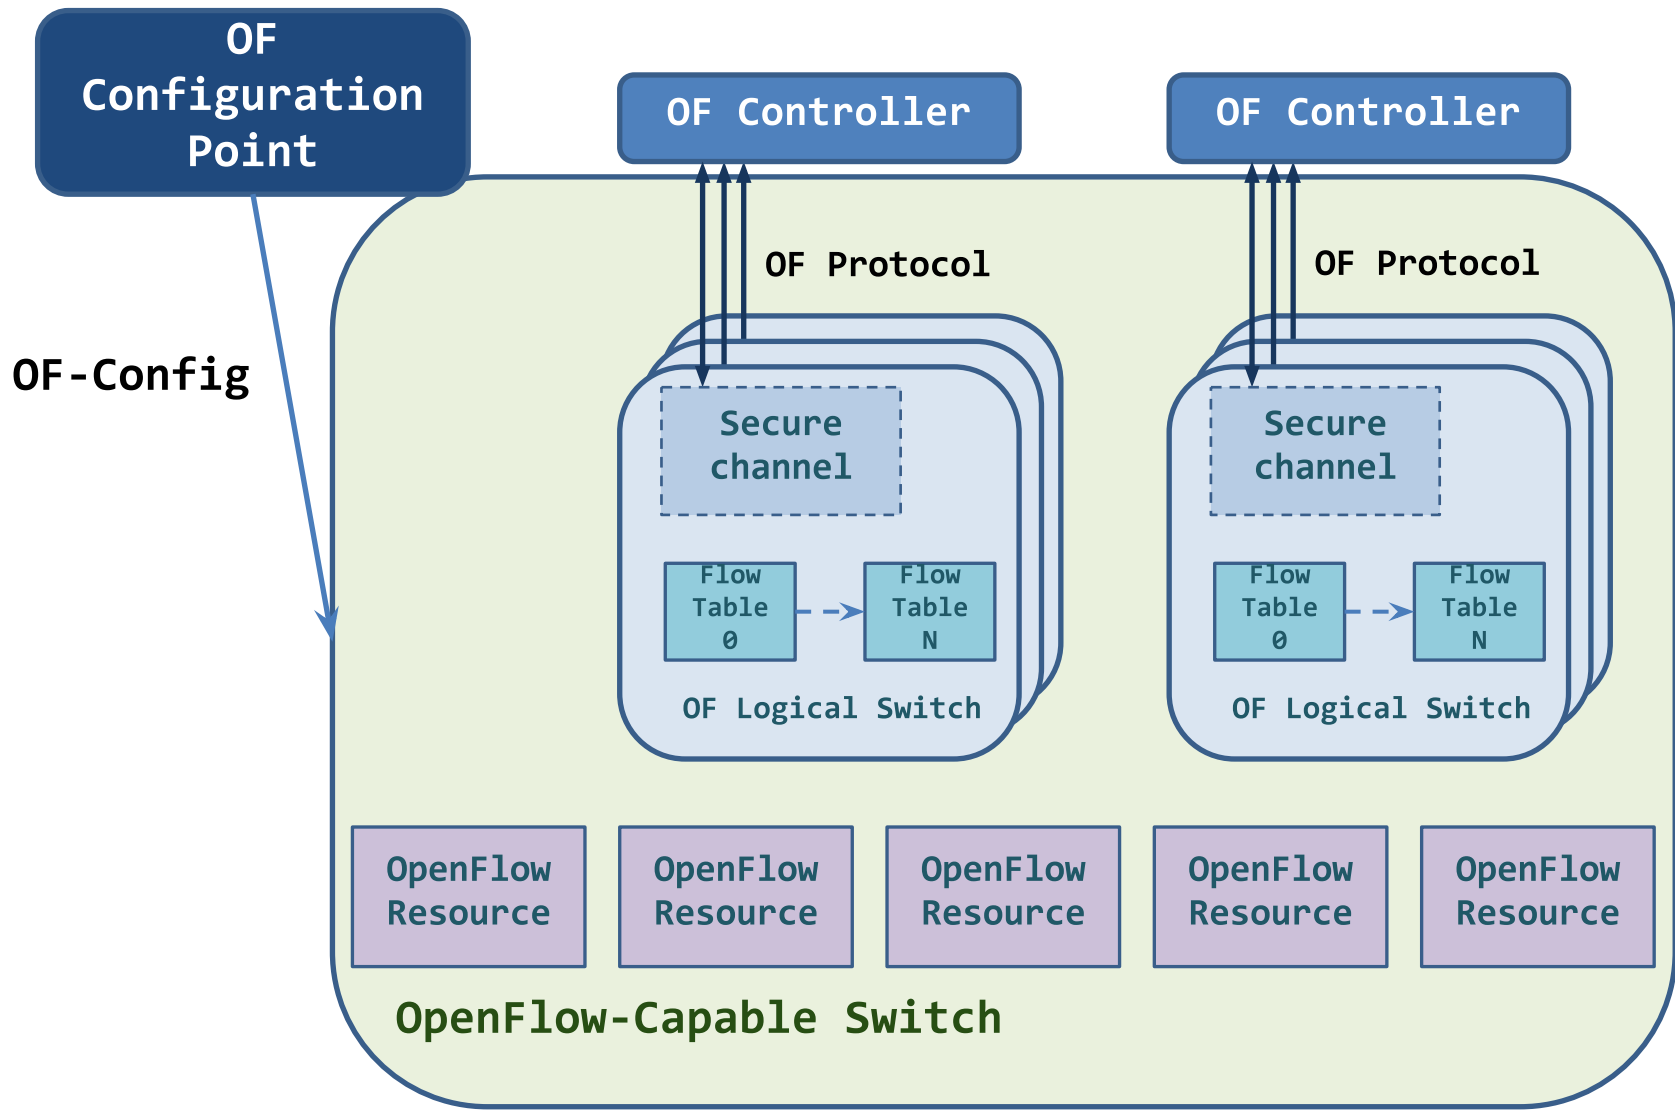 OF
Configuration
Point
OF Controller
OF Controller
OF Protocol
OF Protocol
OF-Config
Secure
channel
Secure
channel
Flow
Table
0
Flow
Table
N
Flow
Table
0
Flow
Table
N
OF Logical Switch
OF Logical Switch
OpenFlow
Resource
OpenFlow
Resource
OpenFlow
Resource
OpenFlow
Resource
OpenFlow
Resource
OpenFlow-Capable Switch